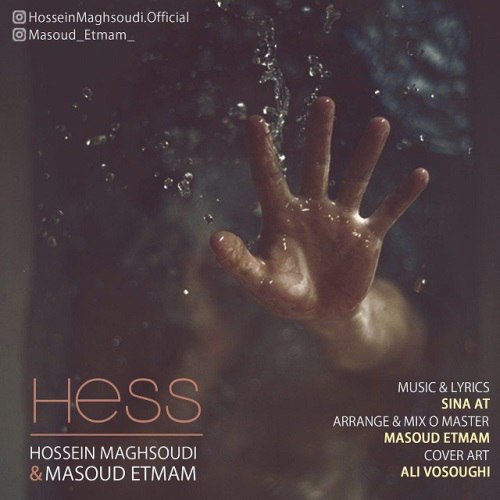 HosseinMaghsoudi.Official
Masoud_Etmam_
Hess
HOSSEIN MAGHSOUDI
& MASOUD ETMAM
MUSIC & LYRICS
SINA AT
ARRANGE & MIX O MASTER
MASOUD ETMAM
COVER ART
ALI VOSOUGHI